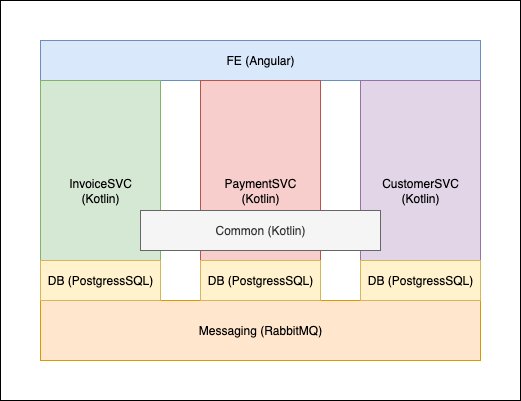 FE (Angular)
InvoiceSVC
(Kotlin)
PaymentSVC
(Kotlin)
CustomerSVC
(Kotlin)
Common (Kotlin)
DB (PostgressSQL)
DB (PostgressSQL)
DB (PostgressSQL)
Messaging (RabbitMQ)